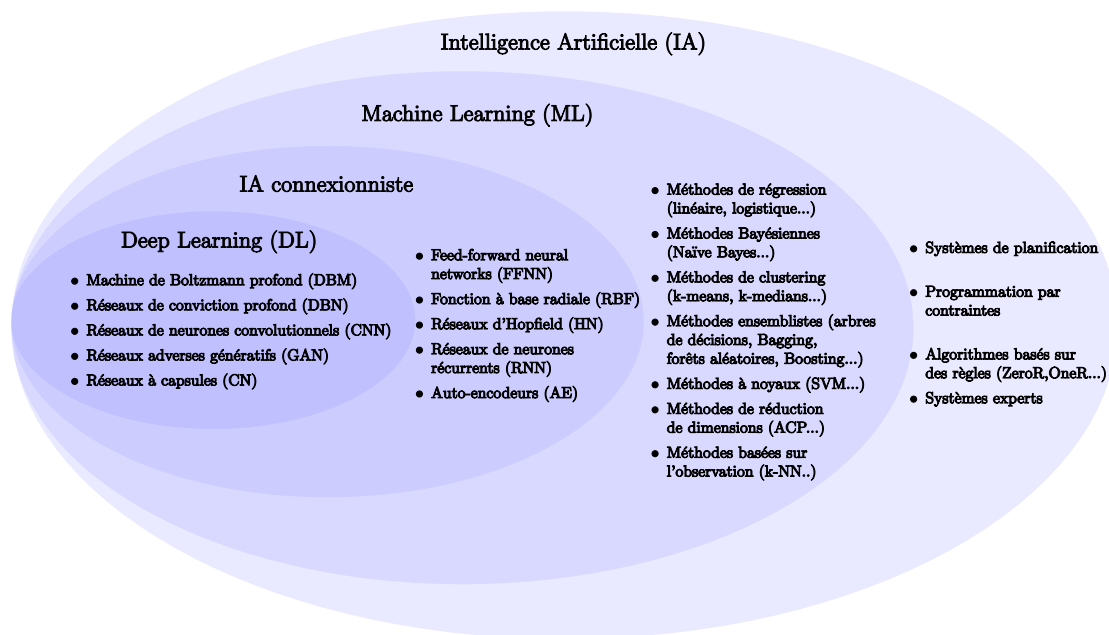 Intelligence Artificielle (IA)
Machine Learning (ML)
IA connexionniste
Deep Learning (DL)
• Machine de Boltzmann profond (DBM)
• Réseaux de conviction profond (DBN)
• Réseaux de neurones convolutionnels (CNN)
• Réseaux adverses génératifs (GAN)
• Réseaux à capsules (CN)
• Feed-forward neural
networks (FFNN)
• Fonction à base radiale (RBF)
• Réseaux d'Hopfield (HN)
• Réseaux de neurones
récurrents (RNN)
• Auto-encodeurs (AE)
• Méthodes de régression
(linéaire, logistique...)
• Méthodes Bayésiennes
(Naïve Bayes...)
• Méthodes de clustering
(k-means, k-medians...)
• Méthodes ensemblistes (arbres
de décisions, Bagging,
forêts aléatoires, Boosting...)
• Méthodes à noyaux (SVM...)
• Méthodes de réduction
de dimensions (ACP...)
• Méthodes basées sur
l'observation (k-NN..)
• Systèmes de planification
• Programmation par
contraintes
• Algorithmes basés sur
des règles (ZeroR,OneR...)
• Systèmes experts